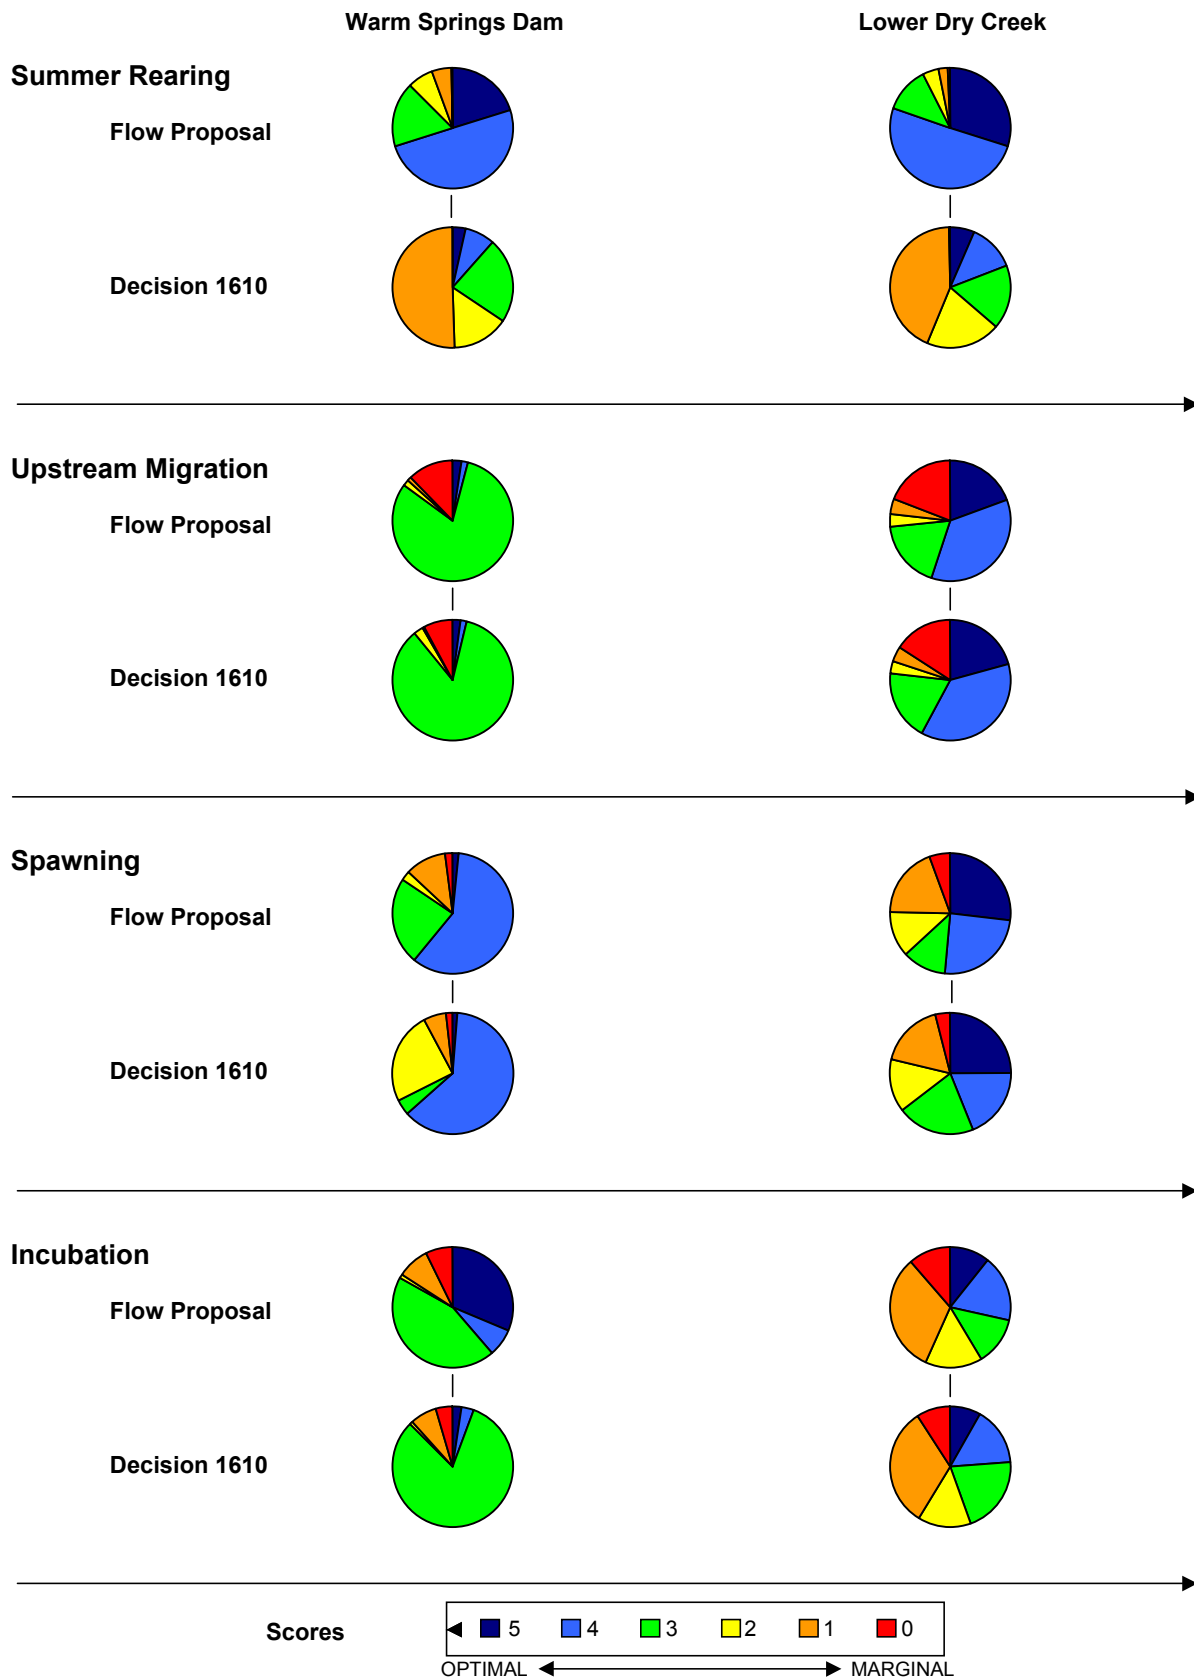 Warm Springs Dam Lower Dry Creek
Summer Rearing
Flow Proposal
Decision 1610
Upstream Migration
Flow Proposal
Decision 1610
Spawning
Flow Proposal
Decision 1610
Incubation
Flow Proposal
Decision 1610
Scores 5 4 3 2 1 0
OPTIMAL MARGINAL